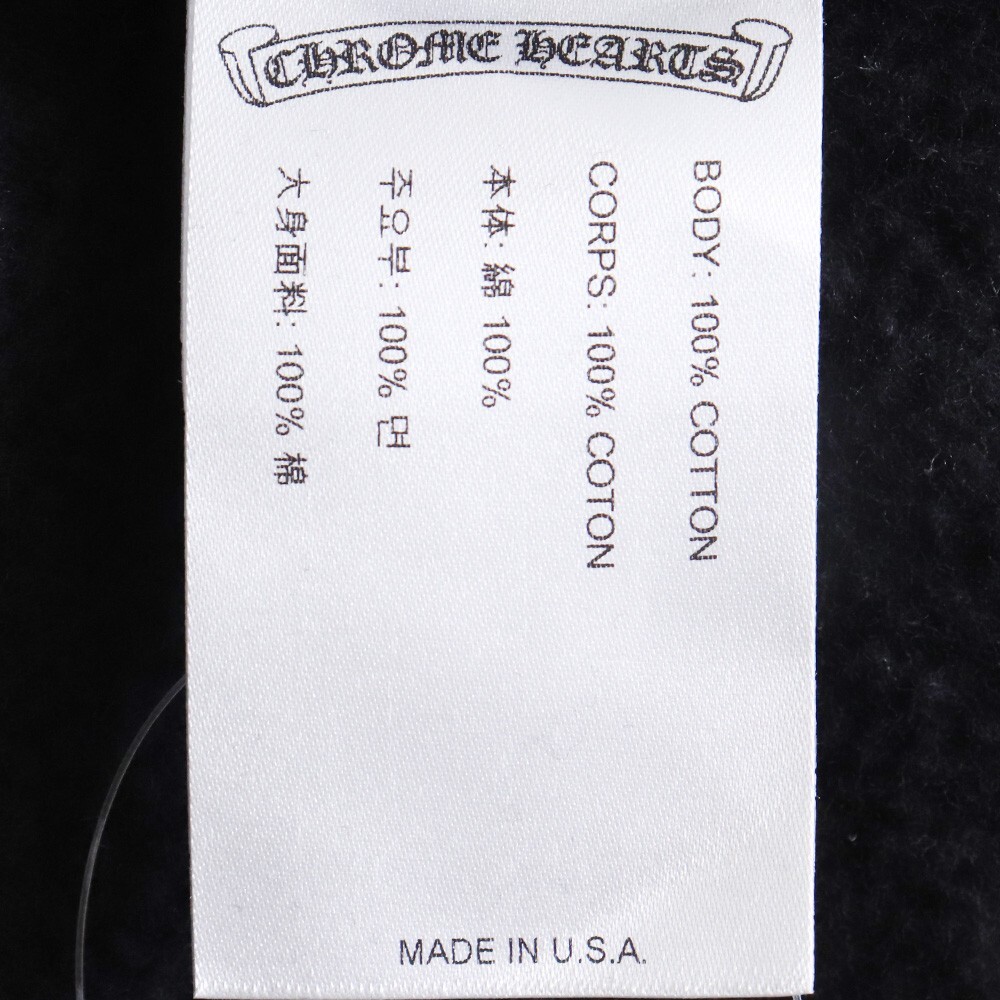 CHROME HEARTS
BODY: 100% COTTON
CORPS: 100% COTON
本体: 綿 100%
주요부: 100% 면
大身面料: 100% 棉
MADE IN U.S.A.